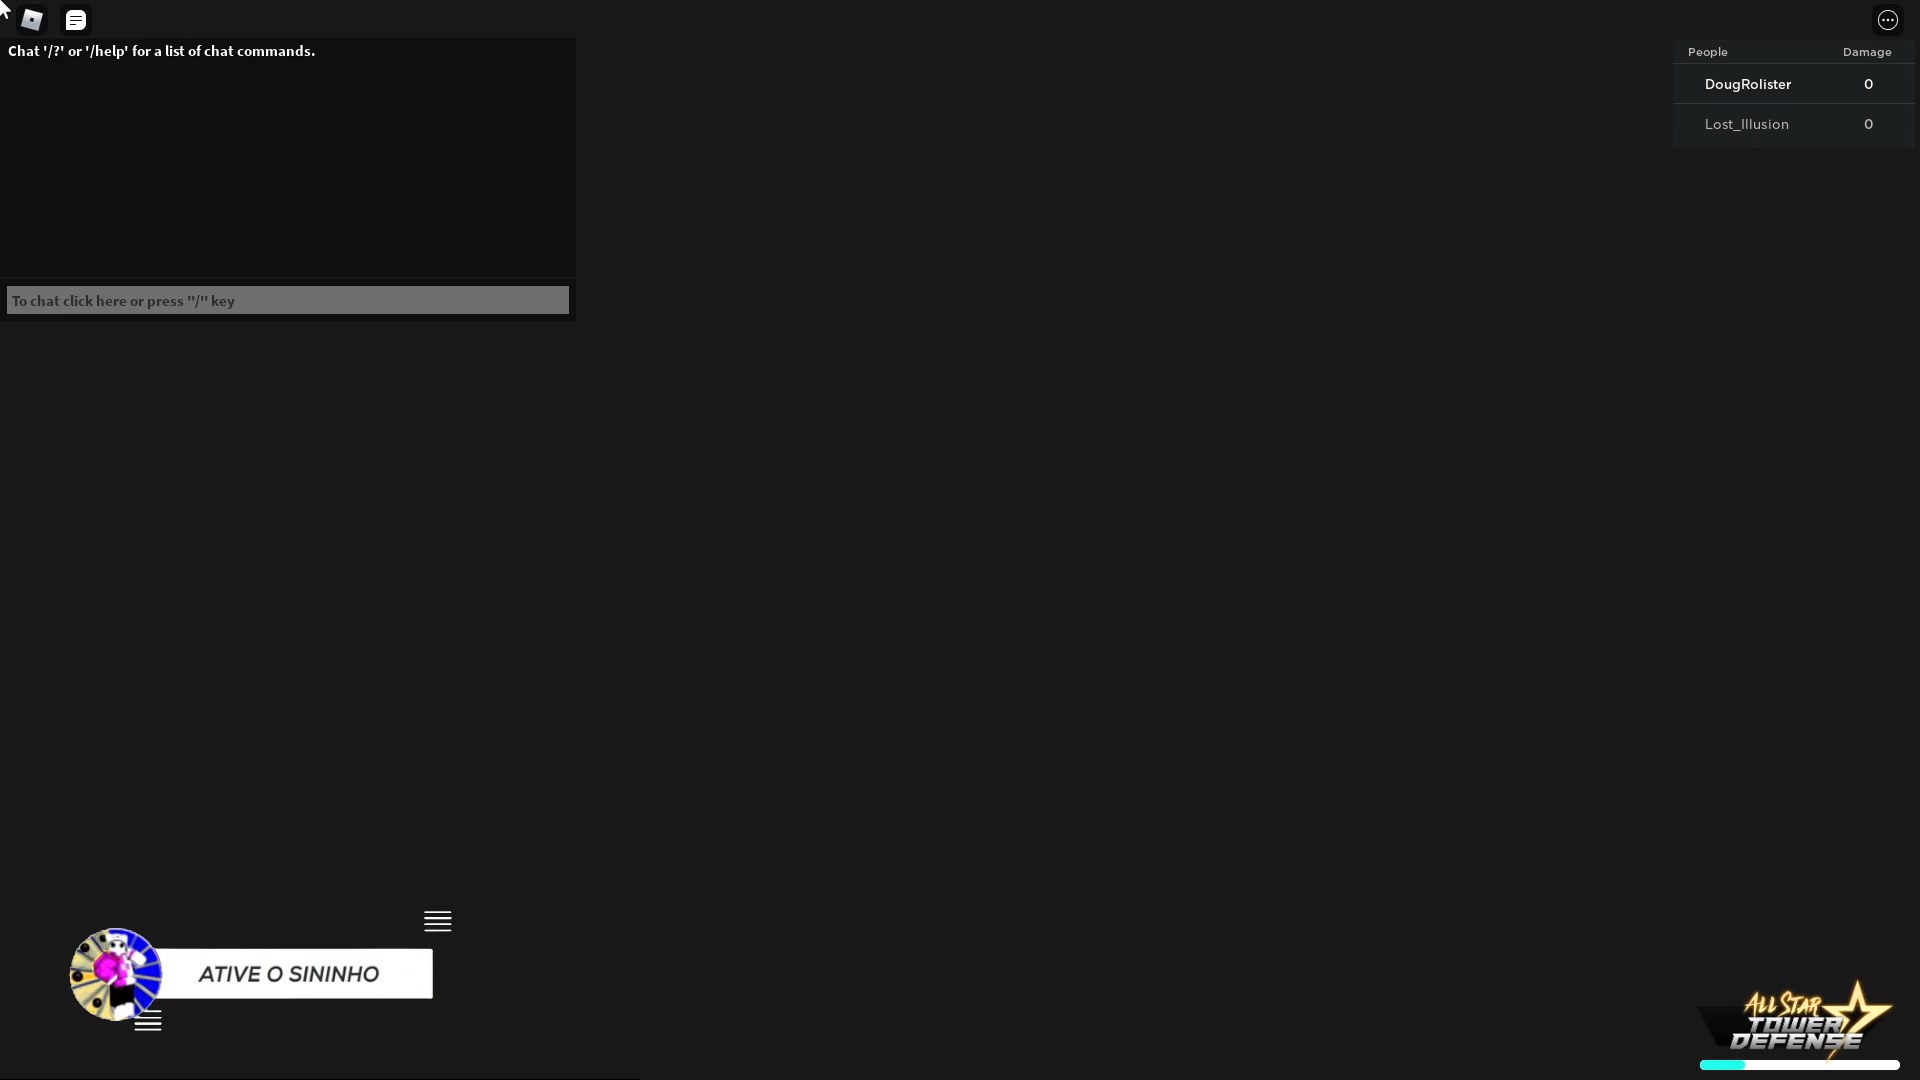 Chat '/?' or '/help' for a list of chat commands.
To chat click here or press "/" key
People Damage
DougRolister 0
Lost_Illusion 0
ATIVE O SININHO
ALL STAR
TOWER
DEFENSE